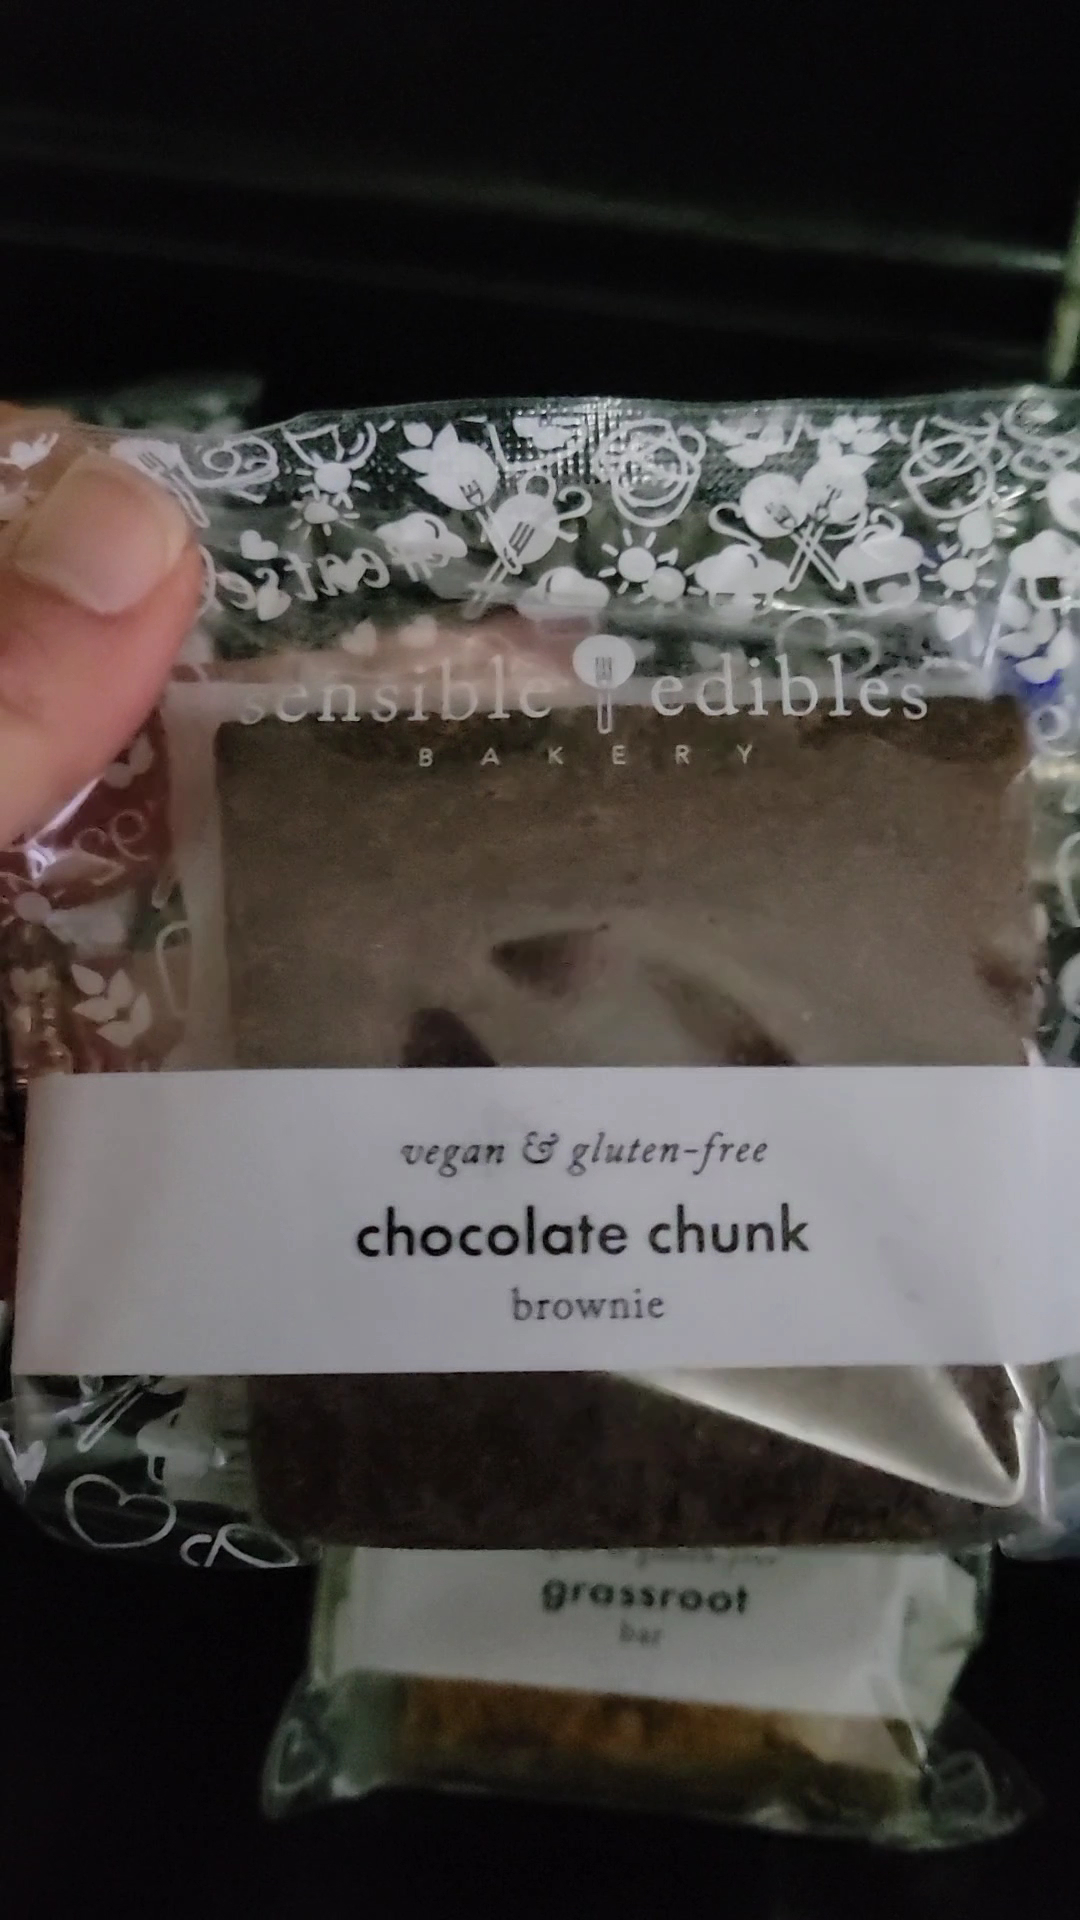 sensible edibles
BAKERY
vegan & gluten-free
chocolate chunk
brownie
grassroot
bar